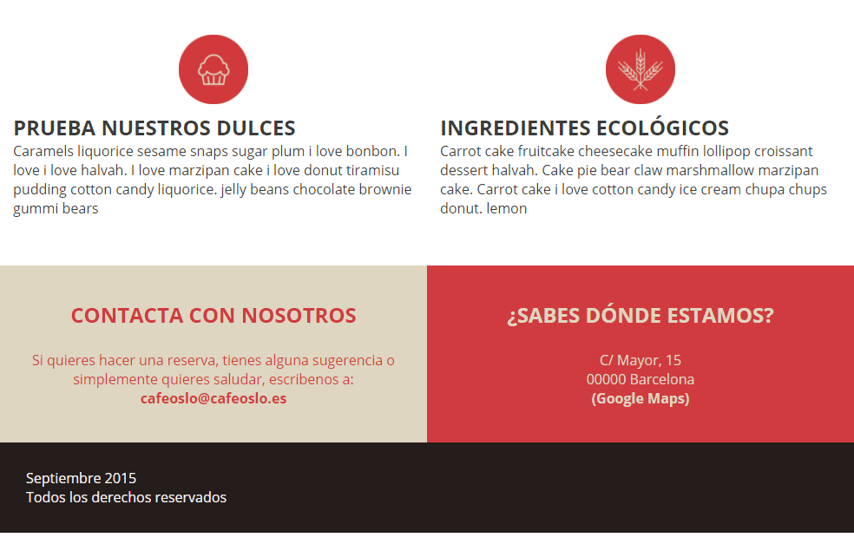 PRUEBA NUESTROS DULCES
Caramels liquorice sesame snaps sugar plum i love bonbon. I
love i love halvah. I love marzipan cake i love donut tiramisu
pudding cotton candy liquorice. jelly beans chocolate brownie
gummi bears
INGREDIENTES ECOLÓGICOS
Carrot cake fruitcake cheesecake muffin lollipop croissant
dessert halvah. Cake pie bear claw marshmallow marzipan
cake. Carrot cake i love cotton candy ice cream chupa chups
donut. lemon
CONTACTA CON NOSOTROS
Si quieres hacer una reserva, tienes alguna sugerencia o
simplemente quieres saludar, escribenos a:
cafeoslo@cafeoslo.es
¿SABES DÓNDE ESTAMOS?
C/ Mayor, 15
00000 Barcelona
(Google Maps)
Septiembre 2015
Todos los derechos reservados